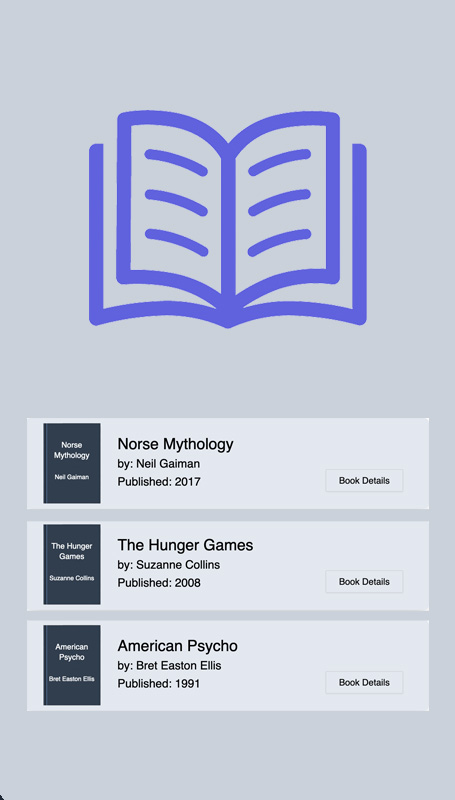 Norse
Mythology
Neil Gaiman
Norse Mythology
by: Neil Gaiman
Published: 2017
Book Details
The Hunger
Games
Suzanne Collins
The Hunger Games
by: Suzanne Collins
Published: 2008
Book Details
American
Psycho
Bret Easton Ellis
American Psycho
by: Bret Easton Ellis
Published: 1991
Book Details